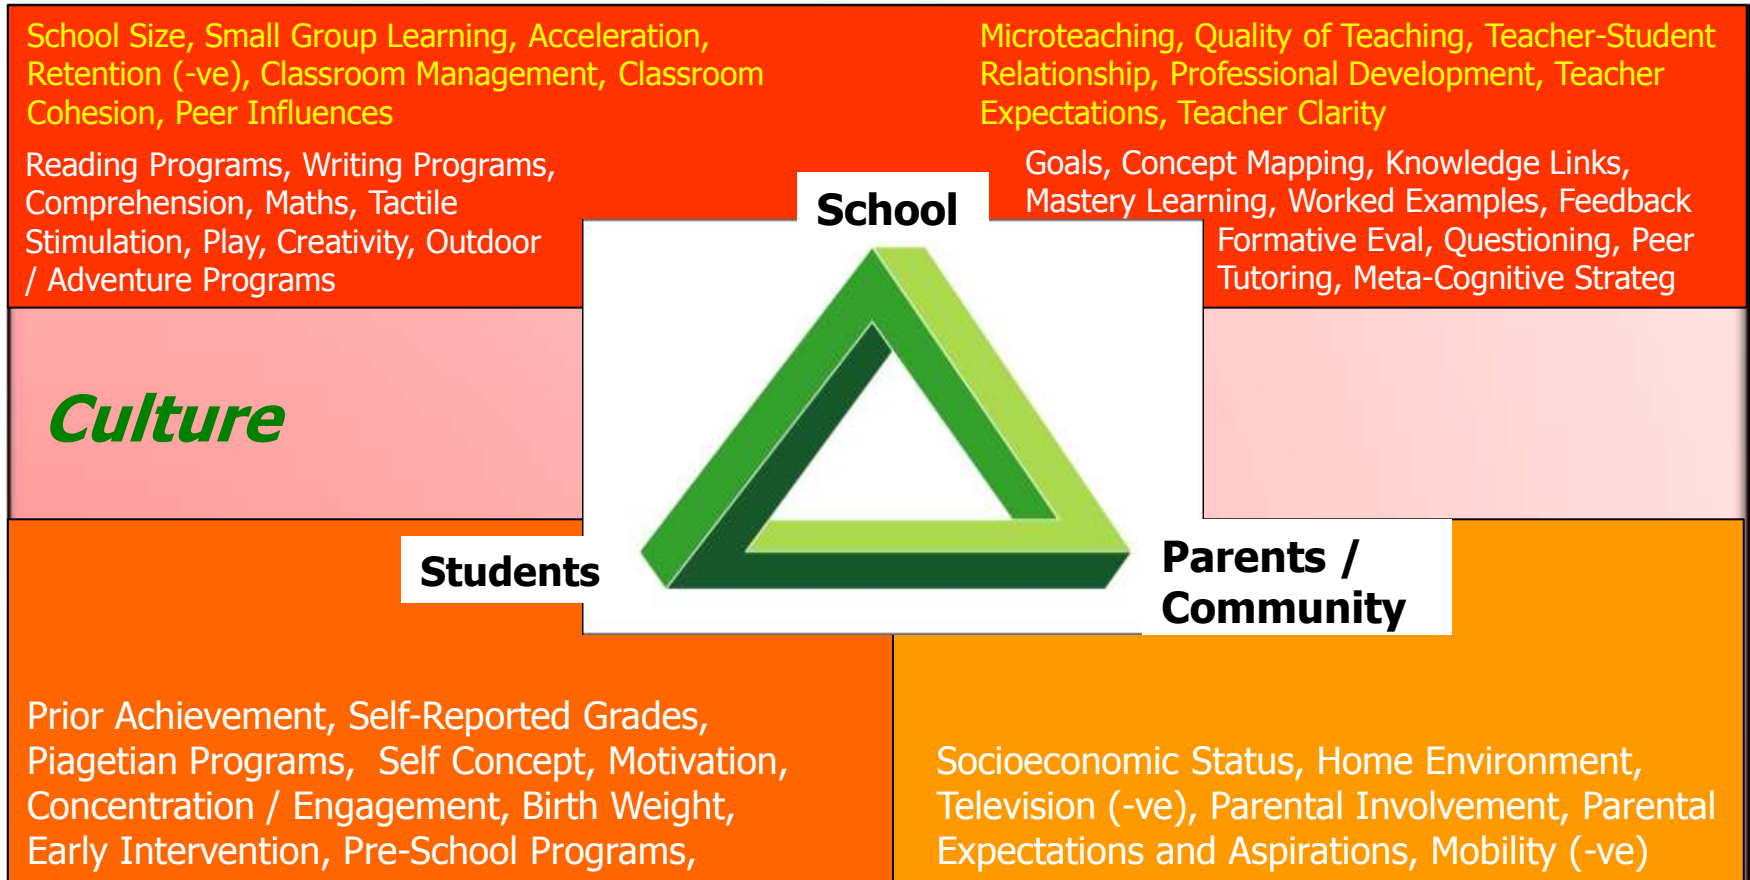 School Size, Small Group Learning, Acceleration,
Retention (-ve), Classroom Management, Classroom
Cohesion, Peer Influences
Reading Programs, Writing Programs,
Comprehension, Maths, Tactile
Stimulation, Play, Creativity, Outdoor
/ Adventure Programs
Microteaching, Quality of Teaching, Teacher-Student
Relationship, Professional Development, Teacher
Expectations, Teacher Clarity
Goals, Concept Mapping, Knowledge Links,
Mastery Learning, Worked Examples, Feedback
Formative Eval, Questioning, Peer
Tutoring, Meta-Cognitive Strateg
School
Culture
Students
Parents /
Community
Prior Achievement, Self-Reported Grades,
Piagetian Programs, Self Concept, Motivation,
Concentration / Engagement, Birth Weight,
Early Intervention, Pre-School Programs,
Socioeconomic Status, Home Environment,
Television (-ve), Parental Involvement, Parental
Expectations and Aspirations, Mobility (-ve)